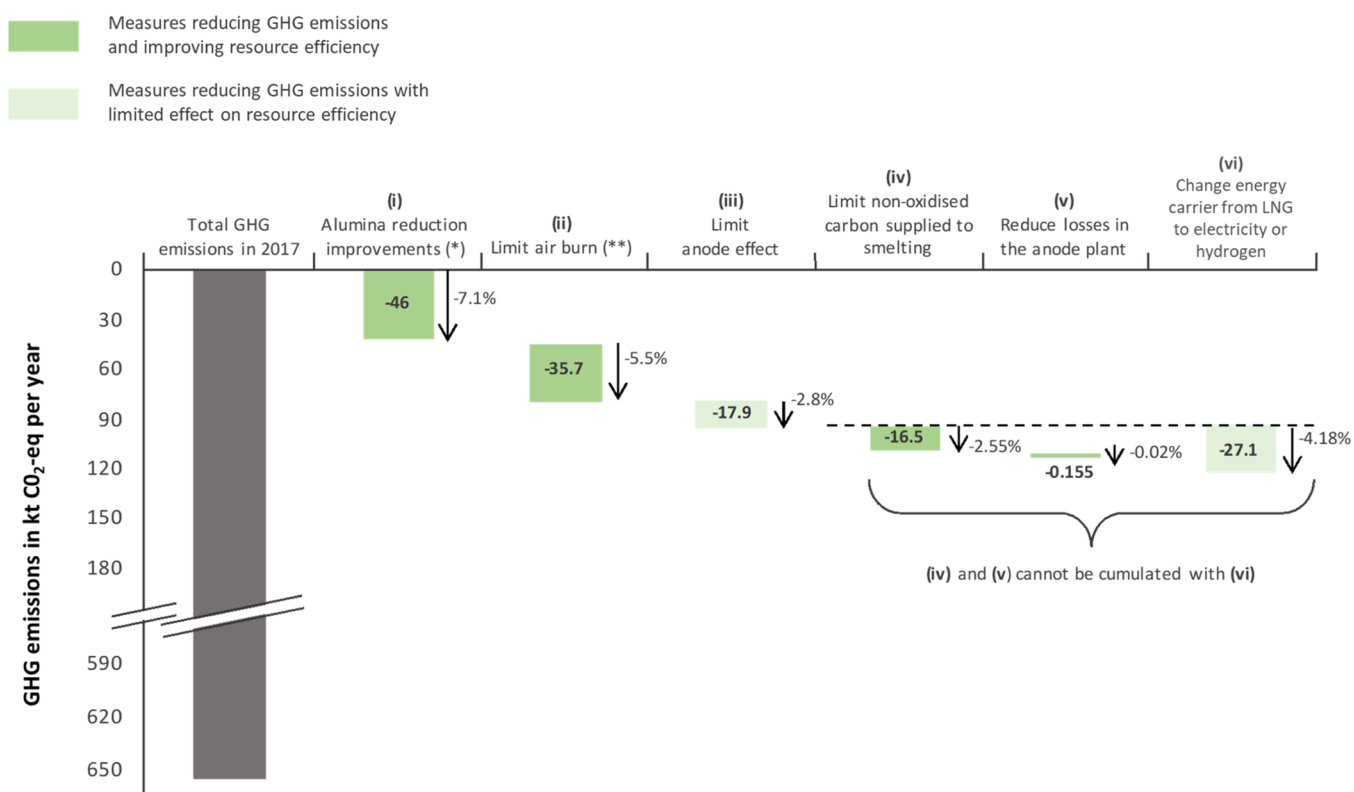 Measures reducing GHG emissions
and improving resource efficiency
Measures reducing GHG emissions with
limited effect on resource efficiency
Total GHG
emissions in 2017
(i)
Alumina reduction
improvements (*)
(ii)
Limit air burn (**)
(iii)
Limit
anode effect
(iv)
Limit non-oxidised
carbon supplied to
smelting
(v)
Reduce losses in
the anode plant
(vi)
Change energy
carrier from LNG
to electricity or
hydrogen
GHG emissions in kt C0₂-eq per year
0
30
60
90
120
150
180
590
620
650
-46
-7.1%
-35.7
-5.5%
-17.9
-2.8%
-16.5
-2.55%
-0.155
-0.02%
-27.1
-4.18%
(iv) and (v) cannot be cumulated with (vi)